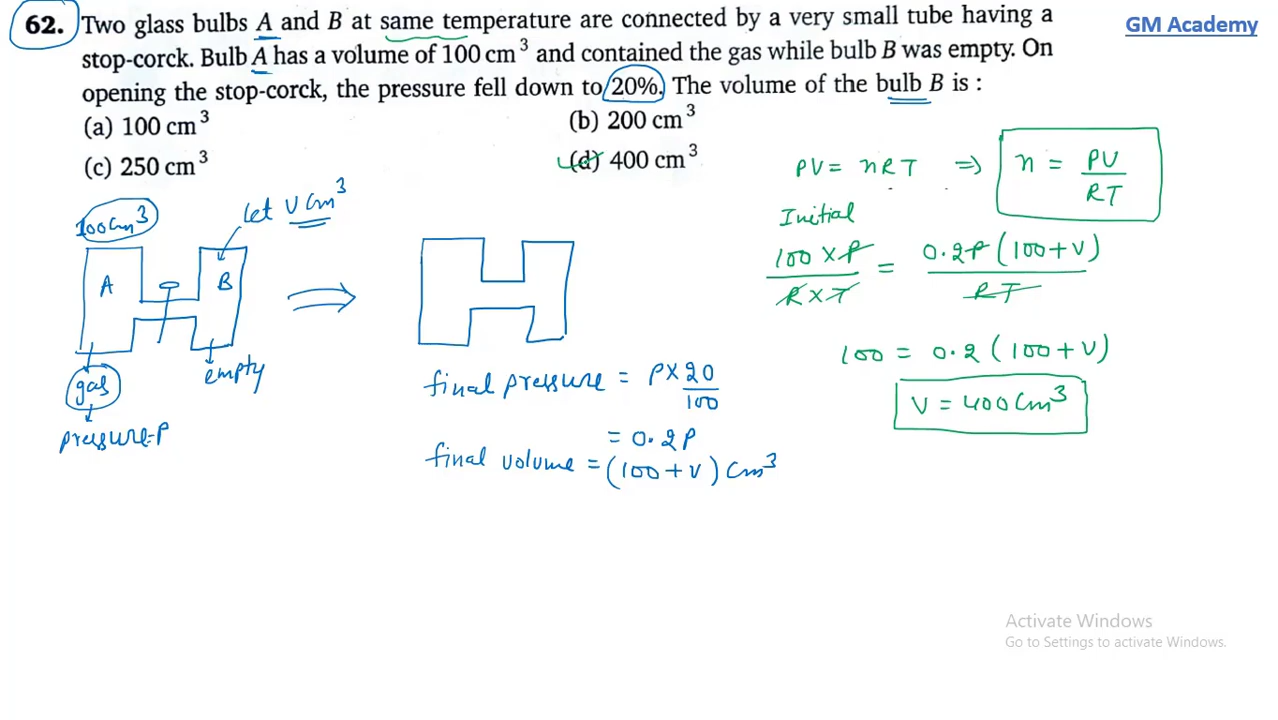 62. Two glass bulbs A and B at same temperature are connected by a very small tube having a
stop-corck. Bulb A has a volume of 100 cm³ and contained the gas while bulb B was empty. On
opening the stop-corck, the pressure fell down to 20%. The volume of the bulb B is :
(a) 100 cm³ (b) 200 cm³
(c) 250 cm³ (d) 400 cm³
GM Academy
100cm³
let V cm³
A B
gas
empty
pressure=P
final pressure = P × 20/100
= 0.2P
final volume = (100 + V) cm³
PV = nRT ⇒ n = PV/RT
Initial
100 × P / R × T = 0.2P (100 + V) / RT
100 = 0.2 (100 + V)
V = 400 cm³
Activate Windows
Go to Settings to activate Windows.